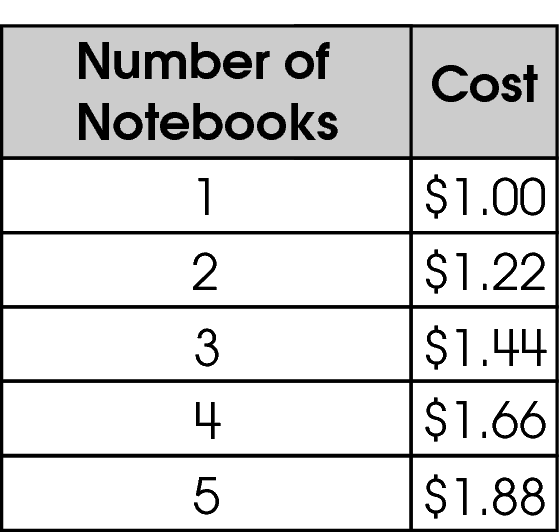 Number of
Notebooks
Cost
1 $1.00
2 $1.22
3 $1.44
4 $1.66
5 $1.88